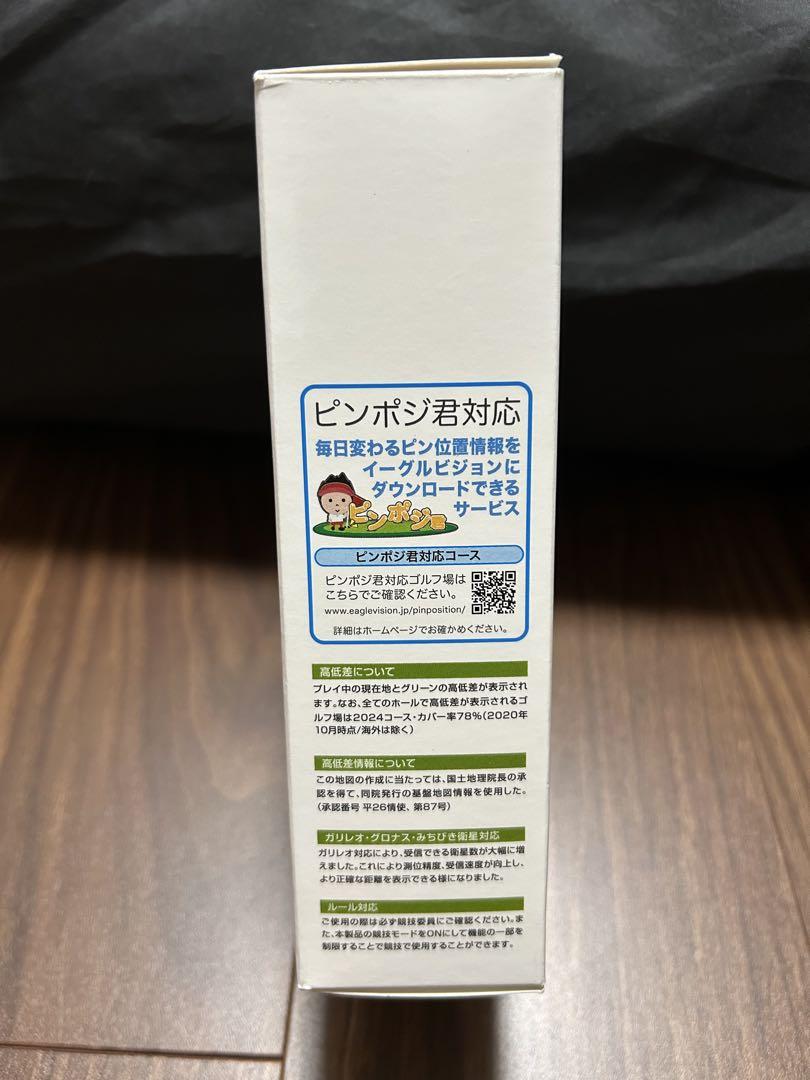 ピンポジ君対応
毎日変わるピン位置情報を
イーグルビジョンに
ダウンロードできる
サービス
ピンポジ君
ピンポジ君対応コース
ピンポジ君対応ゴルフ場は
こちらでご確認ください。
www.eaglevision.jp/pinposition/
詳細はホームページでお確かめください。
高低差について
プレイ中の現在地とグリーンの高低差が表示され
ます。なお、全てのホールで高低差が表示されるゴ
ルフ場は2024コース・カバー率78%(2020年
10月時点/海外は除く)
高低差情報について
この地図の作成に当たっては、国土地理院長の承
認を得て、同院発行の基盤地図情報を使用した。
(承認番号 平26情使、第87号)
ガリレオ・グロナス・みちびき衛星対応
ガリレオ対応により、受信できる衛星数が大幅に増
えました。これにより測位精度、受信速度が向上し、
より正確な距離を表示できる様になりました。
ルール対応
ご使用の際は必ず競技委員にご確認ください。ま
た、本製品の競技モードをONにして機能の一部を
制限することで競技で使用することができます。